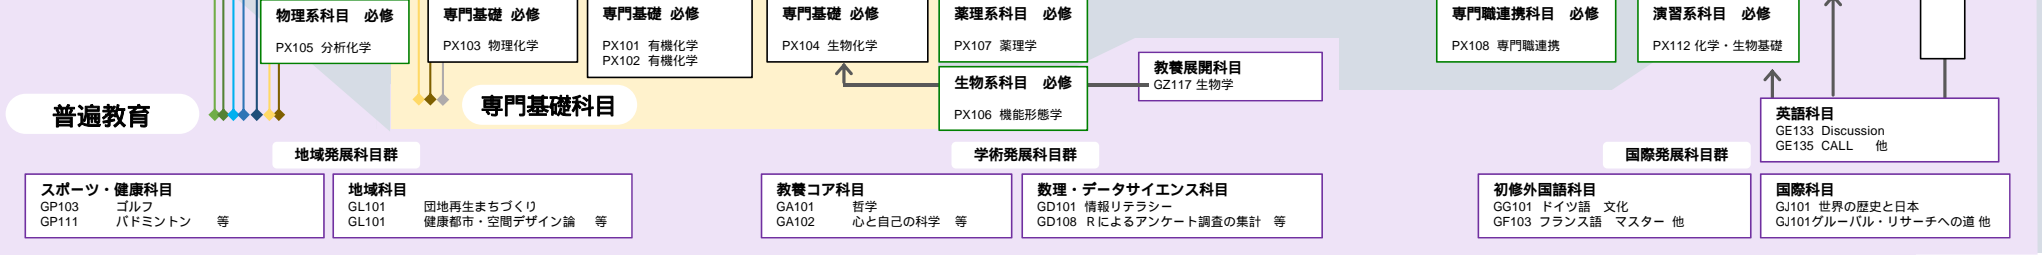 物理系科目　必修
PX105 分析化学
専門基礎 必修
PX103 物理化学
専門基礎 必修
PX101 有機化学
PX102 有機化学
専門基礎 必修
PX104 生物化学
薬理系科目　必修
PX107 薬理学
専門職連携科目　必修
PX108 専門職連携
演習系科目　必修
PX112 化学・生物基礎
生物系科目　必修
PX106 機能形態学
教養展開科目
GZ117 生物学
普遍教育
専門基礎科目
英語科目
GE133 Discussion
GE135 CALL　他
地域発展科目群
学術発展科目群
国際発展科目群
スポーツ・健康科目
GP103　ゴルフ
GP111　バドミントン　等
地域科目
GL101　団地再生まちづくり
GL101　健康都市・空間デザイン論　等
教養コア科目
GA101　哲学
GA102　心と自己の科学　等
数理・データサイエンス科目
GD101 情報リテラシー
GD108 Ｒによるアンケート調査の集計　等
初修外国語科目
GG101 ドイツ語　文化
GF103 フランス語　マスター 他
国際科目
GJ101 世界の歴史と日本
GJ101グルーバル・リサーチへの道 他